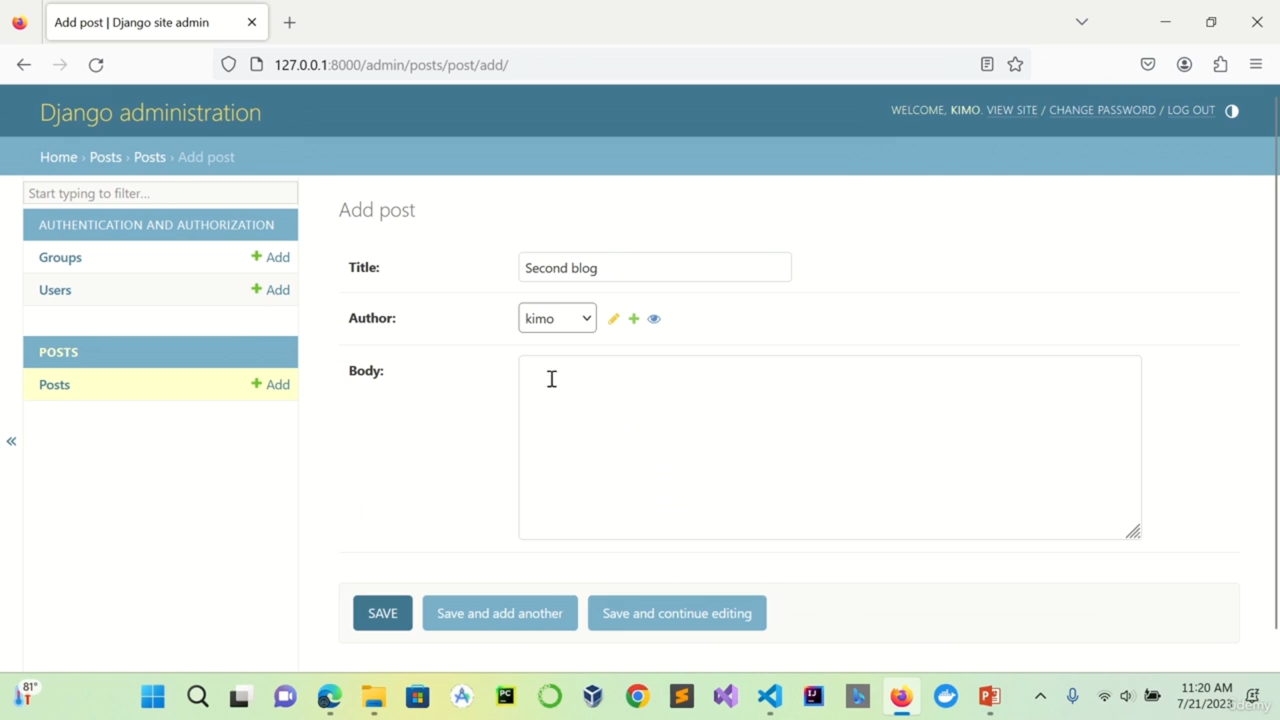 Add post | Django site admin
127.0.0.1:8000/admin/posts/post/add/
Django administration
WELCOME, KIMO. VIEW SITE / CHANGE PASSWORD / LOG OUT
Home › Posts › Posts › Add post
Start typing to filter...
AUTHENTICATION AND AUTHORIZATION
Groups
+ Add
Users
+ Add
POSTS
Posts
+ Add
«
Add post
Title:
Second blog
Author:
kimo
Body:
SAVE
Save and add another
Save and continue editing
81°
PC
11:20 AM
7/21/2023
Udemy